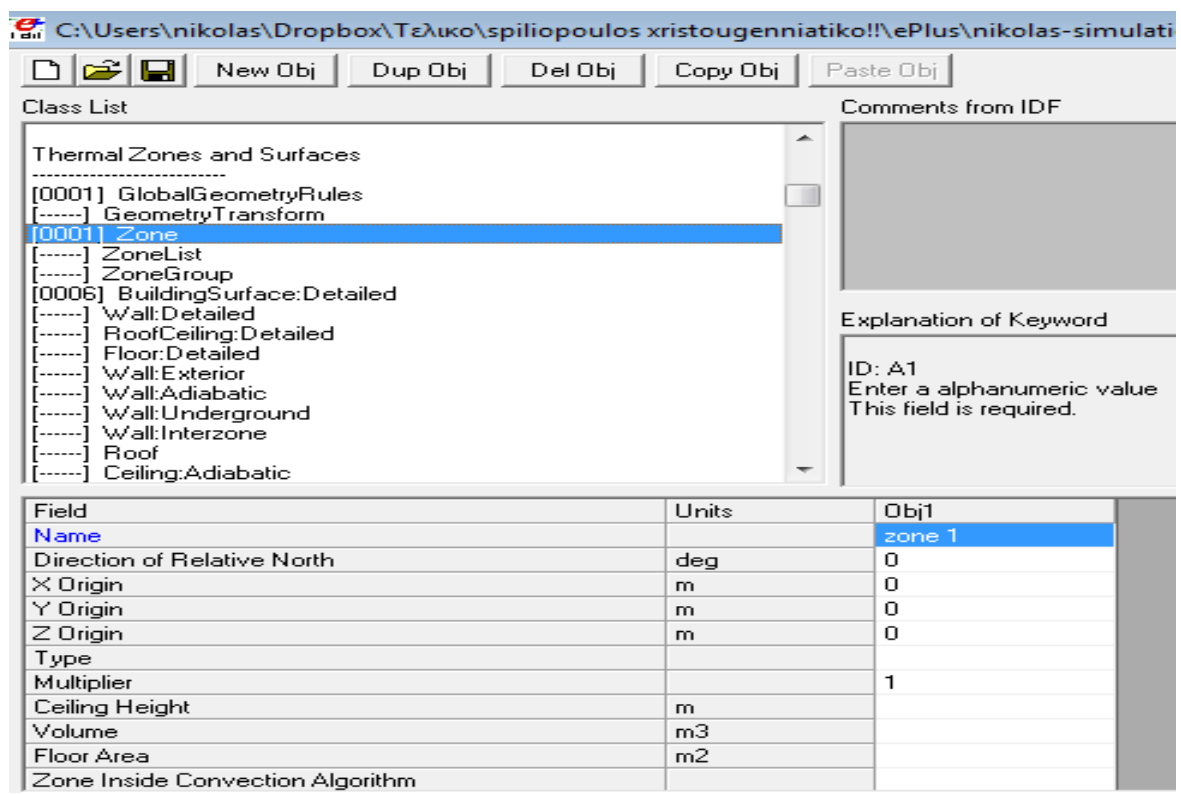 C:\Users\nikolas\Dropbox\Τελικο\spiliopoulos xristougenniatiko!!\ePlus\nikolas-simulati
New Obj Dup Obj Del Obj Copy Obj Paste Obj
Class List
Comments from IDF
Thermal Zones and Surfaces
--------------------------
[0001] GlobalGeometryRules
[------] GeometryTransform
[0001] Zone
[------] ZoneList
[------] ZoneGroup
[0006] BuildingSurface:Detailed
[------] Wall:Detailed
[------] RoofCeiling:Detailed
[------] Floor:Detailed
[------] Wall:Exterior
[------] Wall:Adiabatic
[------] Wall:Underground
[------] Wall:Interzone
[------] Roof
[------] Ceiling:Adiabatic
Explanation of Keyword
ID: A1
Enter a alphanumeric value
This field is required.
Field Units Obj1
Name zone 1
Direction of Relative North deg 0
X Origin m 0
Y Origin m 0
Z Origin m 0
Type
Multiplier 1
Ceiling Height m
Volume m3
Floor Area m2
Zone Inside Convection Algorithm